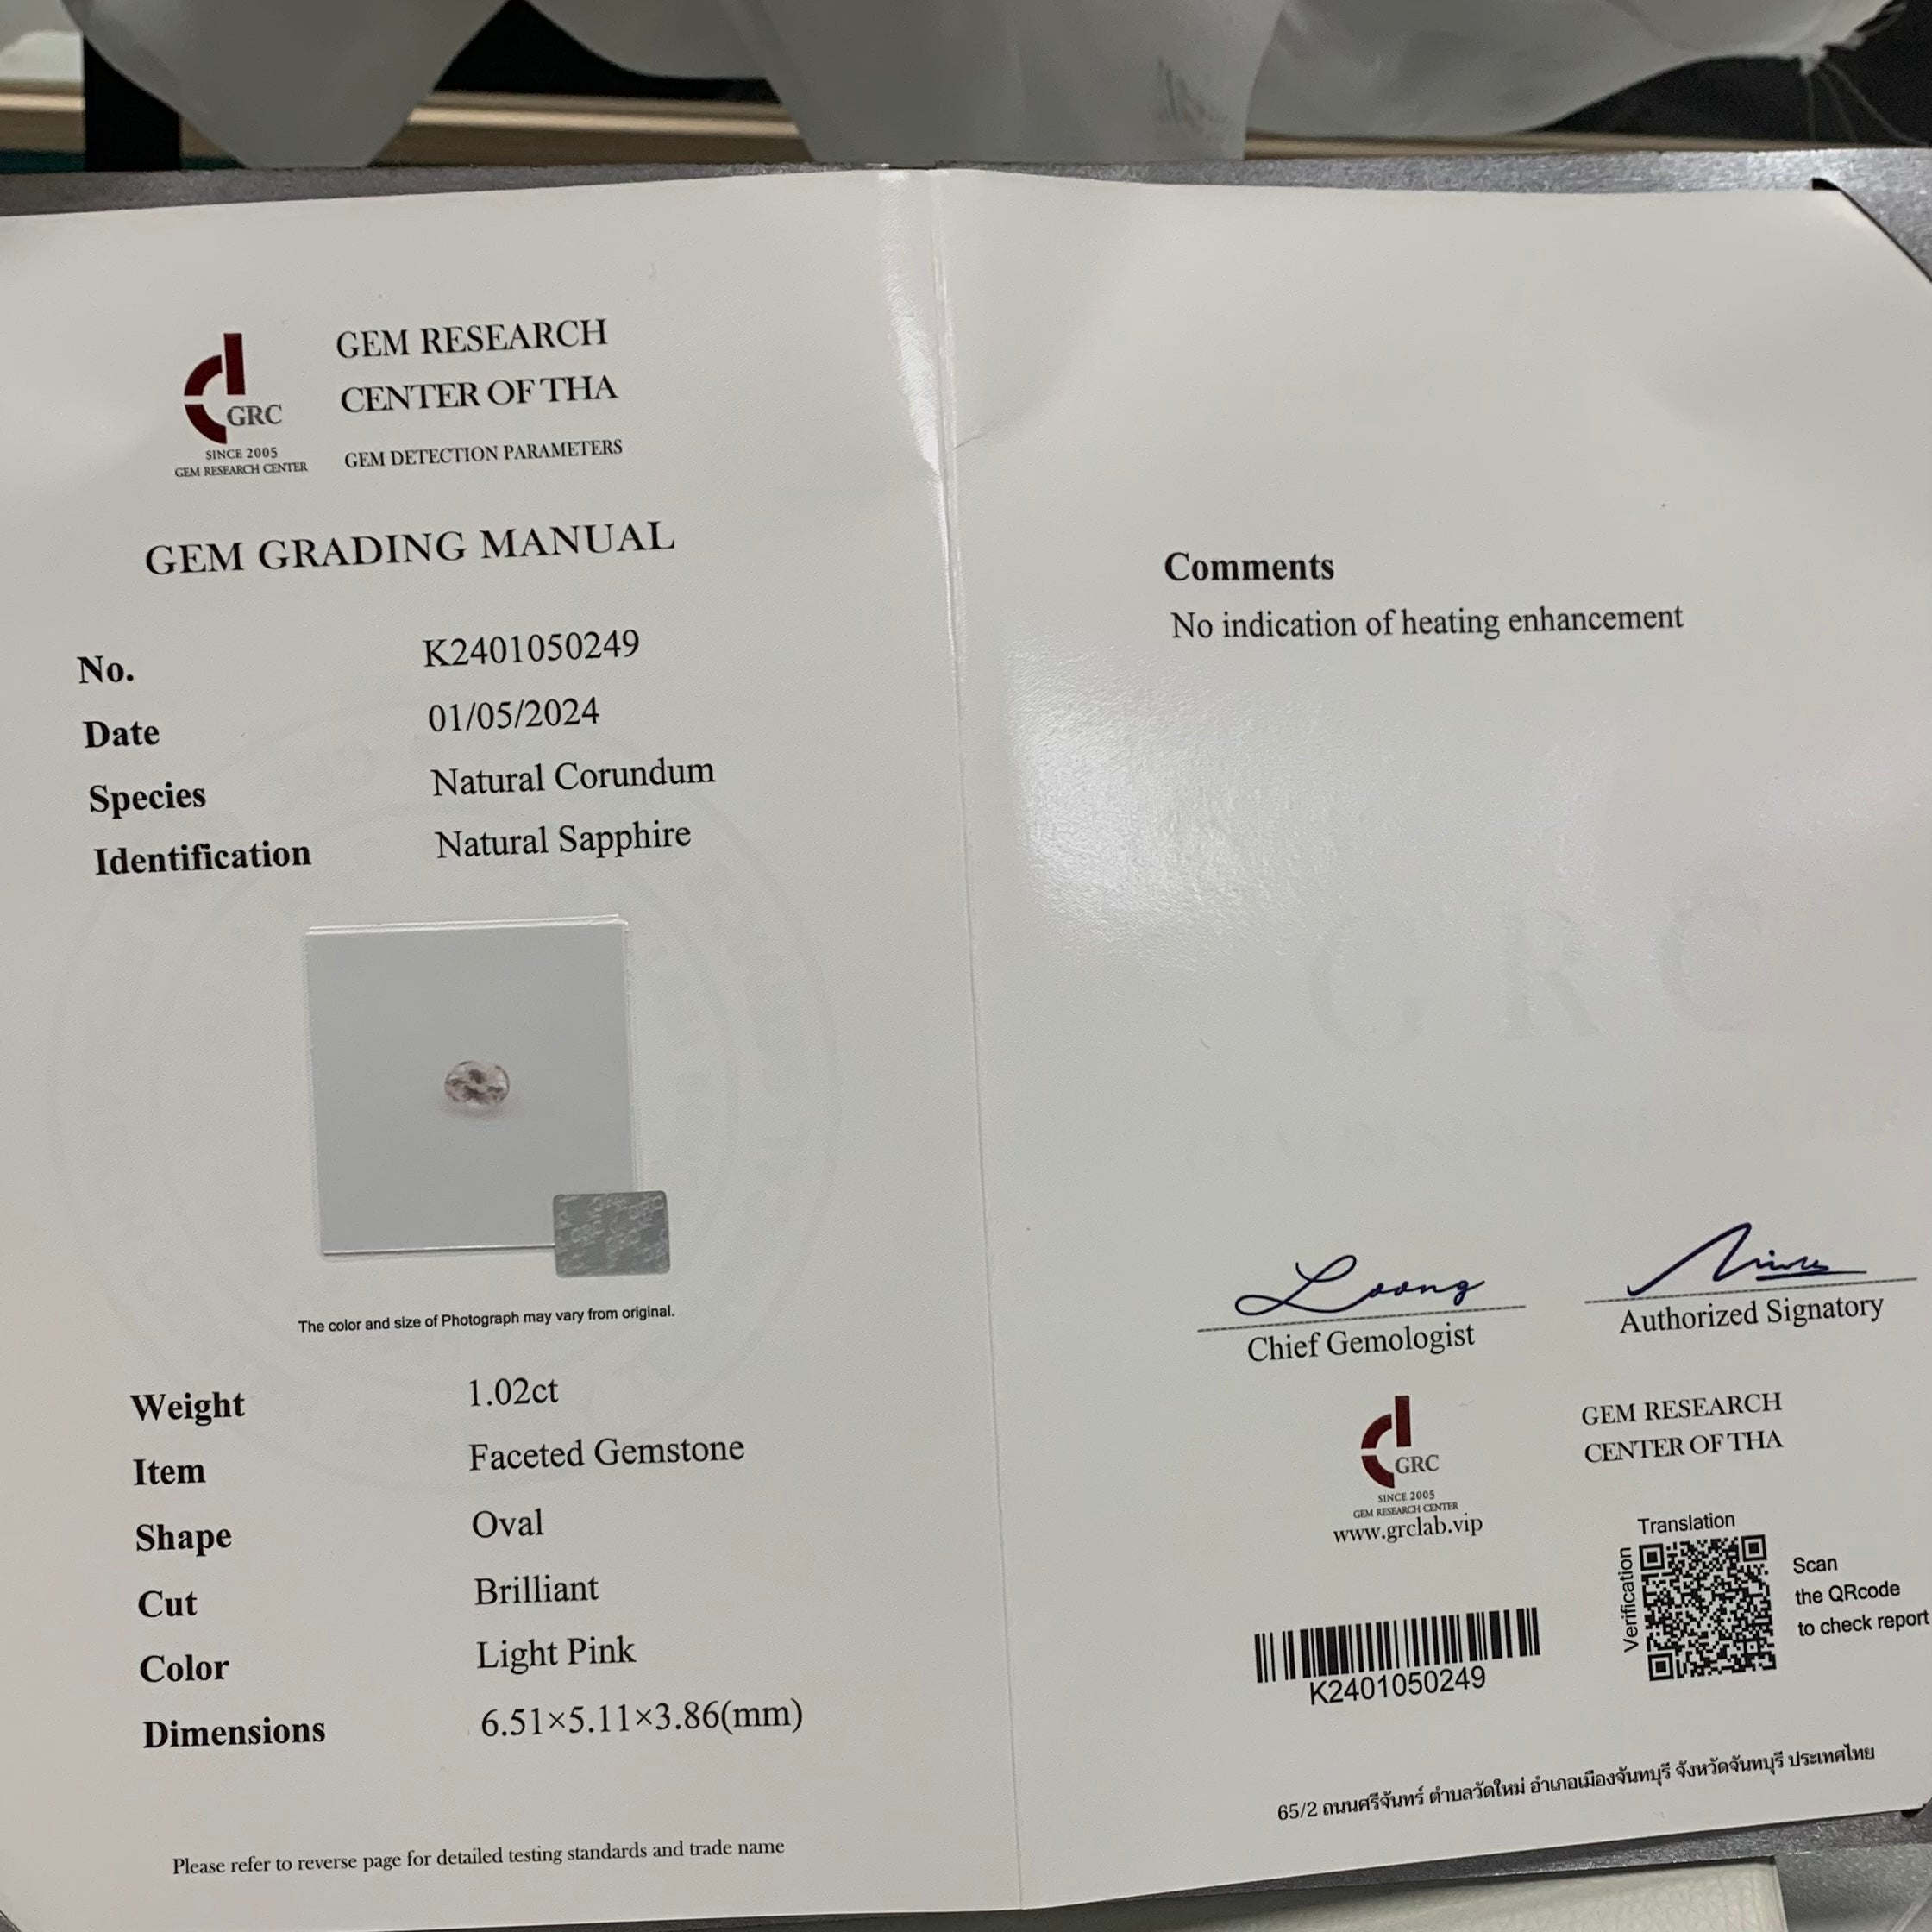 GRC
SINCE 2005
GEM RESEARCH CENTER
GEM RESEARCH
CENTER OF THA
GEM DETECTION PARAMETERS
GEM GRADING MANUAL
No. K2401050249
Date 01/05/2024
Species Natural Corundum
Identification Natural Sapphire
The color and size of Photograph may vary from original.
Weight 1.02ct
Item Faceted Gemstone
Shape Oval
Cut Brilliant
Color Light Pink
Dimensions 6.51×5.11×3.86(mm)
Please refer to reverse page for detailed testing standards and trade name
Comments
No indication of heating enhancement
G R C
Loong
Chief Gemologist
Authorized Signatory
GRC
SINCE 2005
GEM RESEARCH CENTER
www.grclab.vip
GEM RESEARCH
CENTER OF THA
Translation
Verification
Scan
the QRcode
to check report
K2401050249
65/2 ถนนศรีจันทร์ ตำบลวัดใหม่ อำเภอเมืองจันทบุรี จังหวัดจันทบุรี ประเทศไทย